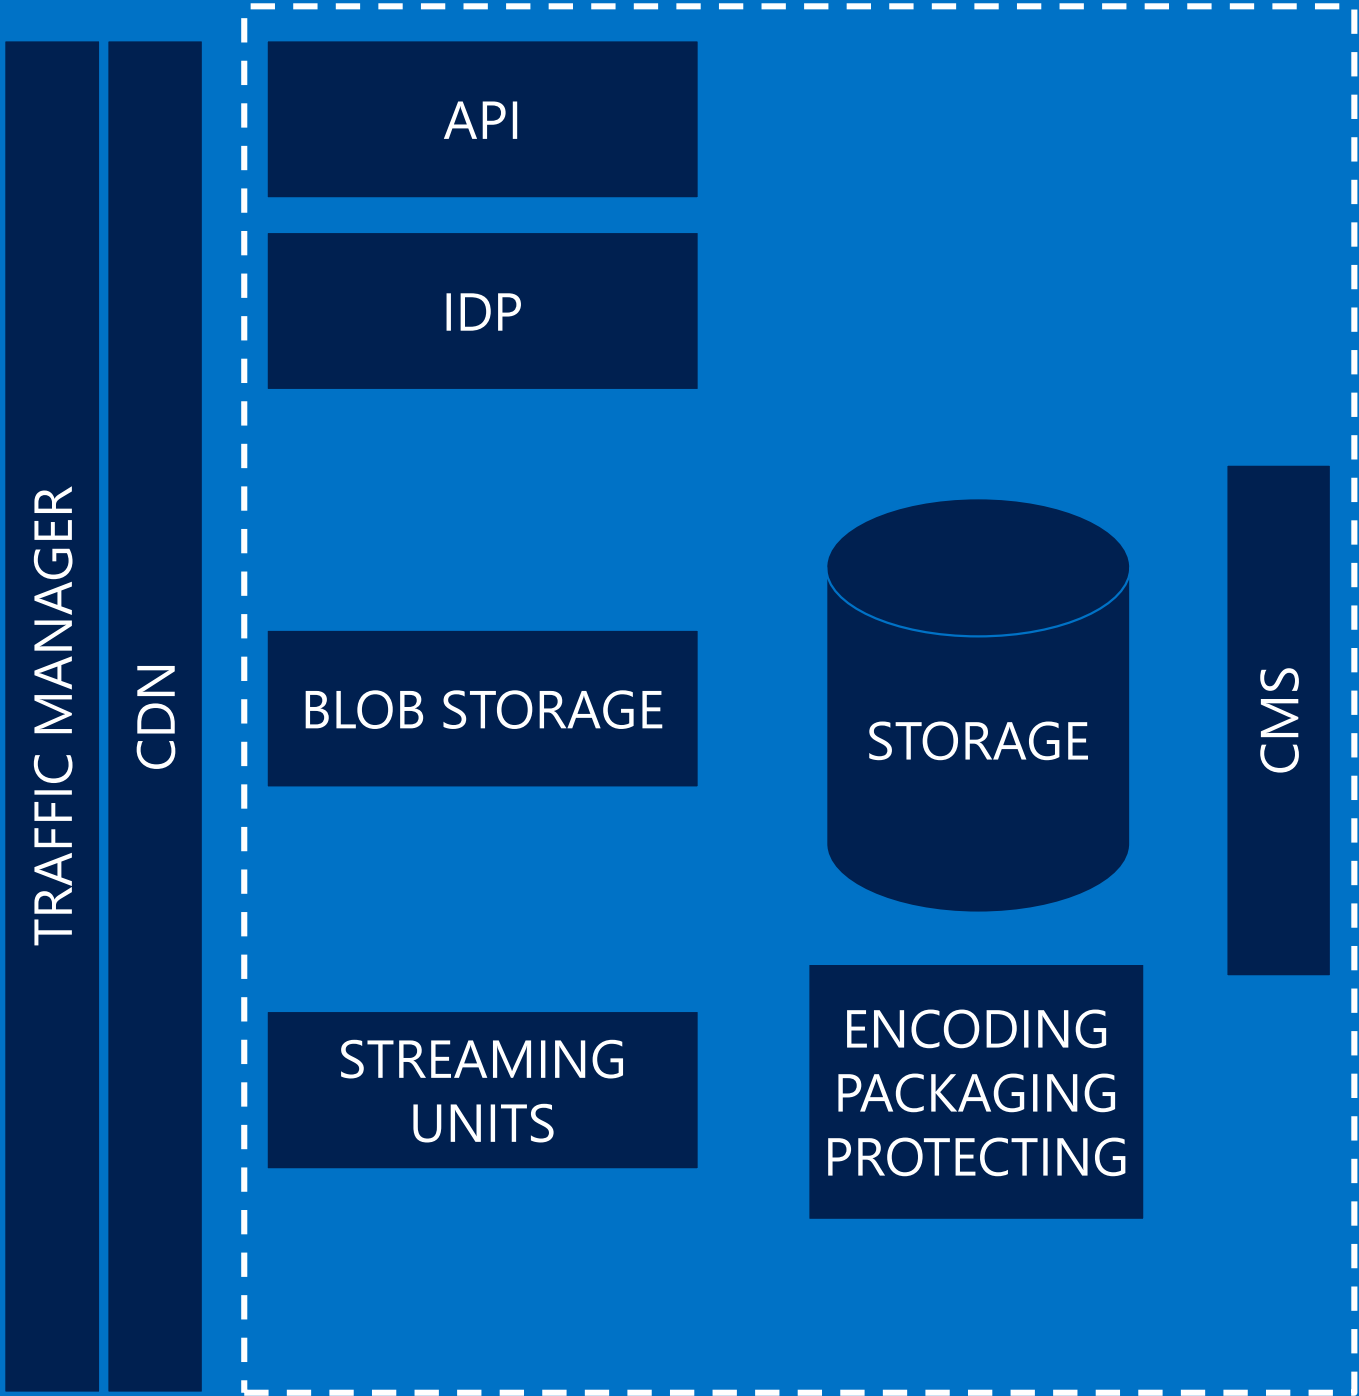 TRAFFIC MANAGER
CDN
API
IDP
BLOB STORAGE
STREAMING
UNITS
STORAGE
ENCODING
PACKAGING
PROTECTING
CMS